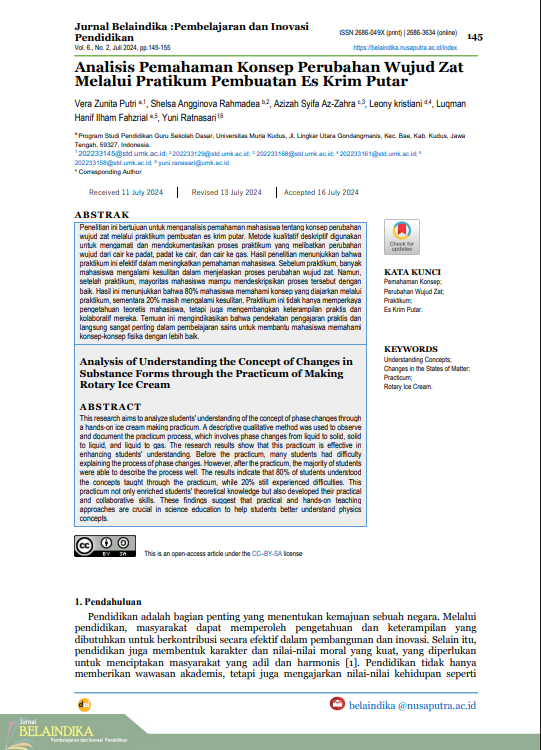 Jurnal Belaindika :Pembelajaran dan Inovasi
Pendidikan
Vol. 6, No. 2, Juli 2024, pp.145-155
ISSN 2686-049X (print) | 2686-3634 (online)
145
https://belaindika.nusaputra.ac.id/index
Analisis Pemahaman Konsep Perubahan Wujud Zat
Melalui Pratikum Pembuatan Es Krim Putar
Vera Zunita Putri a,1, Shelsa Angginova Rahmadea b,2, Azizah Syifa Az-Zahra c,3, Leony kristiani d,4, Luqman
Hanif Ilham Fahzrial e,5, Yuni Ratnasari f,6
a Program Studi Pendidikan Guru Sekolah Dasar, Universitas Muria Kudus, Jl. Lingkar Utara Gondangmanis, Kec. Bae, Kab. Kudus, Jawa
Tengah, 59327, Indonesia.
1 202233145@std.umk.ac.id; 2 202233129@std.umk.ac.id; 3 202233168@std.umk.ac.id 4 202233161@std.umk.ac.id; 5
202233158@std.umk.ac.id; 6 yuni.ranasari@umk.ac.id
* Corresponding Author
Received 11 July 2024
Revised 13 July 2024
Accepted 16 July 2024
ABSTRAK
Penelitian ini bertujuan untuk menganalisis pemahaman mahasiswa tentang konsep perubahan
wujud zat melalui praktikum pembuatan es krim putar. Metode kualitatif deskriptif digunakan
untuk mengamati dan mendokumentasikan proses praktikum yang melibatkan perubahan
wujud dari cair ke padat, padat ke cair, dan cair ke gas. Hasil penelitian menunjukkan bahwa
praktikum ini efektif dalam meningkatkan pemahaman mahasiswa. Sebelum praktikum, banyak
mahasiswa mengalami kesulitan dalam menjelaskan proses perubahan wujud zat. Namun,
setelah praktikum, mayoritas mahasiswa mampu mendeskripsikan proses tersebut dengan
baik. Hasil ini menunjukkan bahwa 80% mahasiswa memahami konsep yang diajarkan melalui
praktikum, sementara 20% masih mengalami kesulitan. Praktikum ini tidak hanya memperkaya
pengetahuan teoretis mahasiswa, tetapi juga mengembangkan keterampilan praktis dan
kolaboratif mereka. Temuan ini mengindikasikan bahwa pendekatan pengajaran praktis dan
langsung sangat penting dalam pembelajaran sains untuk membantu mahasiswa memahami
konsep-konsep fisika dengan lebih baik.
Check for
updates
KATA KUNCI
Pemahaman Konsep;
Perubahan Wujud Zat;
Praktikum;
Es Krim Putar.
Analysis of Understanding the Concept of Changes in
Substance Forms through the Practicum of Making
Rotary Ice Cream
ABSTRACT
This research aims to analyze students' understanding of the concept of phase changes through
a hands-on ice cream making practicum. A descriptive qualitative method was used to observe
and document the practicum process, which involves phase changes from liquid to solid, solid
to liquid, and liquid to gas. The research results show that this practicum is effective in
enhancing students' understanding. Before the practicum, many students had difficulty
explaining the process of phase changes. However, after the practicum, the majority of students
were able to describe the process well. The results indicate that 80% of students understood
the concepts taught through the practicum, while 20% still experienced difficulties. This
practicum not only enriched students' theoretical knowledge but also developed their practical
and collaborative skills. These findings suggest that practical and hands-on teaching
approaches are crucial in science education to help students better understand physics
concepts.
KEYWORDS
Understanding Concepts;
Changes in the States of Matter;
Practicum;
Rotary Ice Cream.
cc BY SA
This is an open-access article under the CC–BY-SA license
1. Pendahuluan
Pendidikan adalah bagian penting yang menentukan kemajuan sebuah negara. Melalui
pendidikan, masyarakat dapat memperoleh pengetahuan dan keterampilan yang
dibutuhkan untuk berkontribusi secara efektif dalam pembangunan dan inovasi. Selain itu,
pendidikan juga membentuk karakter dan nilai-nilai moral yang kuat, yang diperlukan
untuk menciptakan masyarakat yang adil dan harmonis [1]. Pendidikan tidak hanya
memberikan wawasan akademis, tetapi juga mengajarkan nilai-nilai kehidupan seperti
doi
belaindika @nusaputra.ac.id
Jurnal
BELAINDIKA
Pembelajaran dan Inovasi Pendidikan